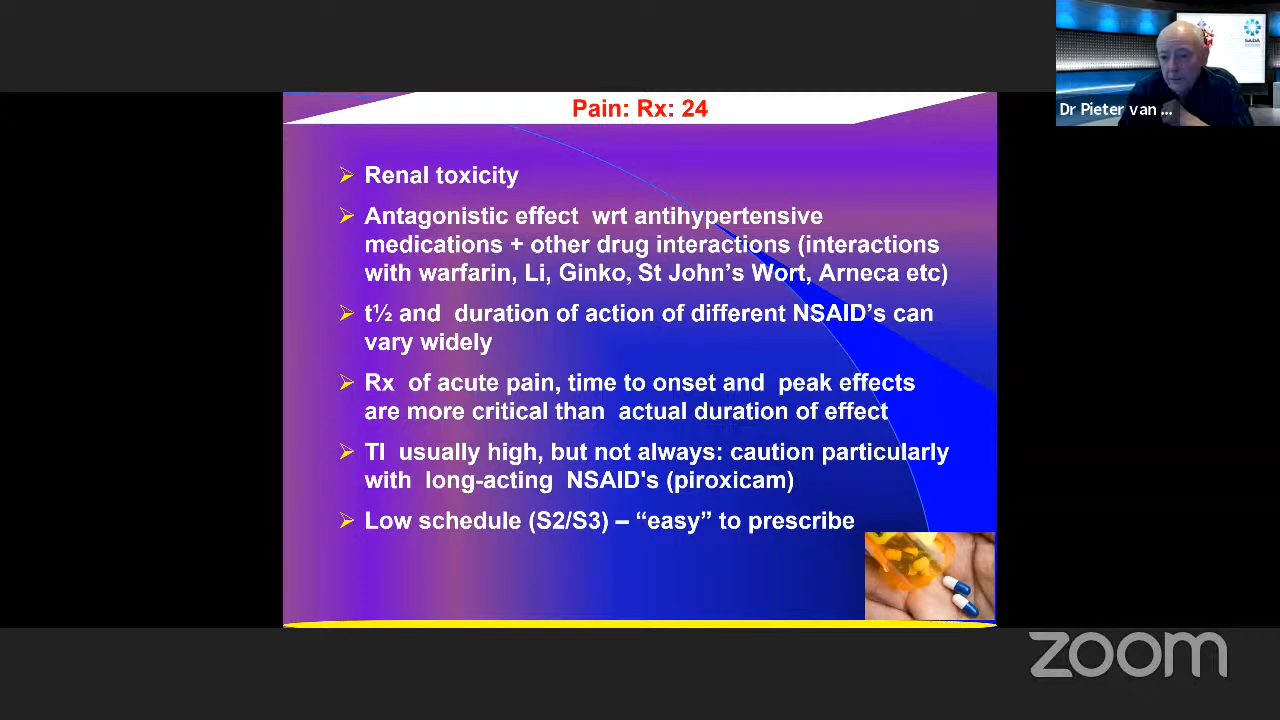 Pain: Rx: 24
SADA
Dr Pieter van ...
Renal toxicity
Antagonistic effect wrt antihypertensive
medications + other drug interactions (interactions
with warfarin, Li, Ginko, St John’s Wort, Arneca etc)
t½ and duration of action of different NSAID’s can
vary widely
Rx of acute pain, time to onset and peak effects
are more critical than actual duration of effect
TI usually high, but not always: caution particularly
with long-acting NSAID's (piroxicam)
Low schedule (S2/S3) – “easy” to prescribe
zoom